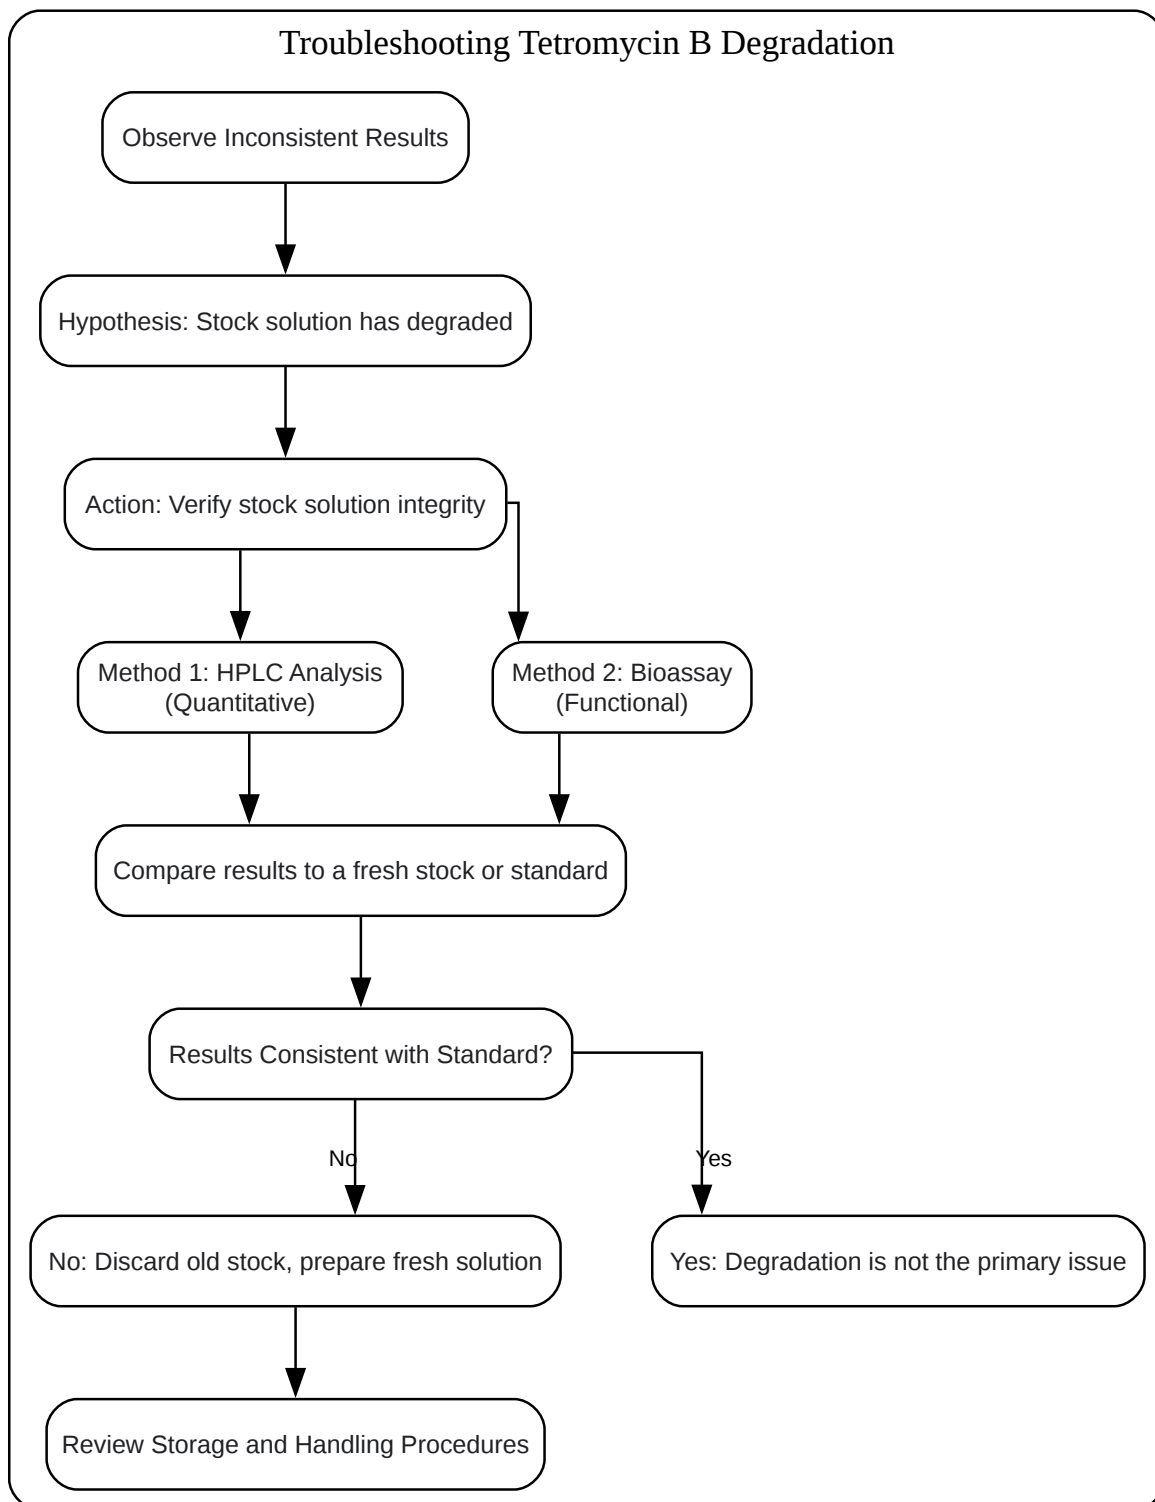 Troubleshooting Tetromycin B Degradation
Observe Inconsistent Results
Hypothesis: Stock solution has degraded
Action: Verify stock solution integrity
Method 1: HPLC Analysis
(Quantitative)
Method 2: Bioassay
(Functional)
Compare results to a fresh stock or standard
Results Consistent with Standard?
No
Yes
No: Discard old stock, prepare fresh solution
Yes: Degradation is not the primary issue
Review Storage and Handling Procedures